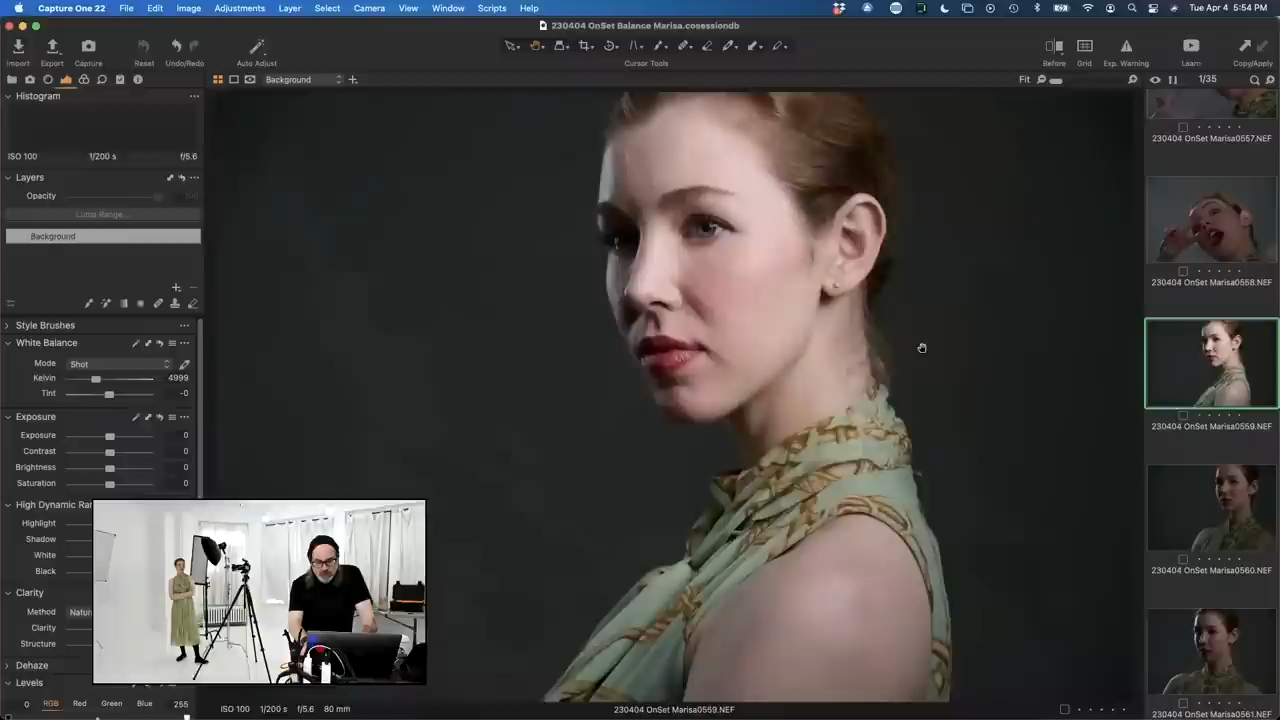 Capture One 22 File Edit Image Adjustments Layer Select Camera View Window Scripts Help Tue Apr 4 5:54 PM
230404 OnSet Balance Marisa.cosessiondb
Import Export Capture Reset Undo/Redo Auto Adjust Cursor Tools Before Grid Exp. Warning Learn Copy/Apply
Background Fit 1/35
Histogram
ISO 100 1/200 s f/5.6
Layers
Opacity
Luma Range...
Background
Style Brushes
White Balance
Mode Shot
Kelvin 4999
Tint -0
Exposure
Exposure 0
Contrast 0
Brightness 0
Saturation 0
High Dynamic Ran
Highlight
Shadow
White
Black
Clarity
Method Natur
Clarity
Structure
Dehaze
Levels
0 RGB Red Green Blue 255
ISO 100 1/200 s f/5.6 80 mm
230404 OnSet Marisa0559.NEF
230404 OnSet Marisa0557.NEF
230404 OnSet Marisa0558.NEF
230404 OnSet Marisa0559.NEF
230404 OnSet Marisa0560.NEF
230404 OnSet Marisa0561.NEF